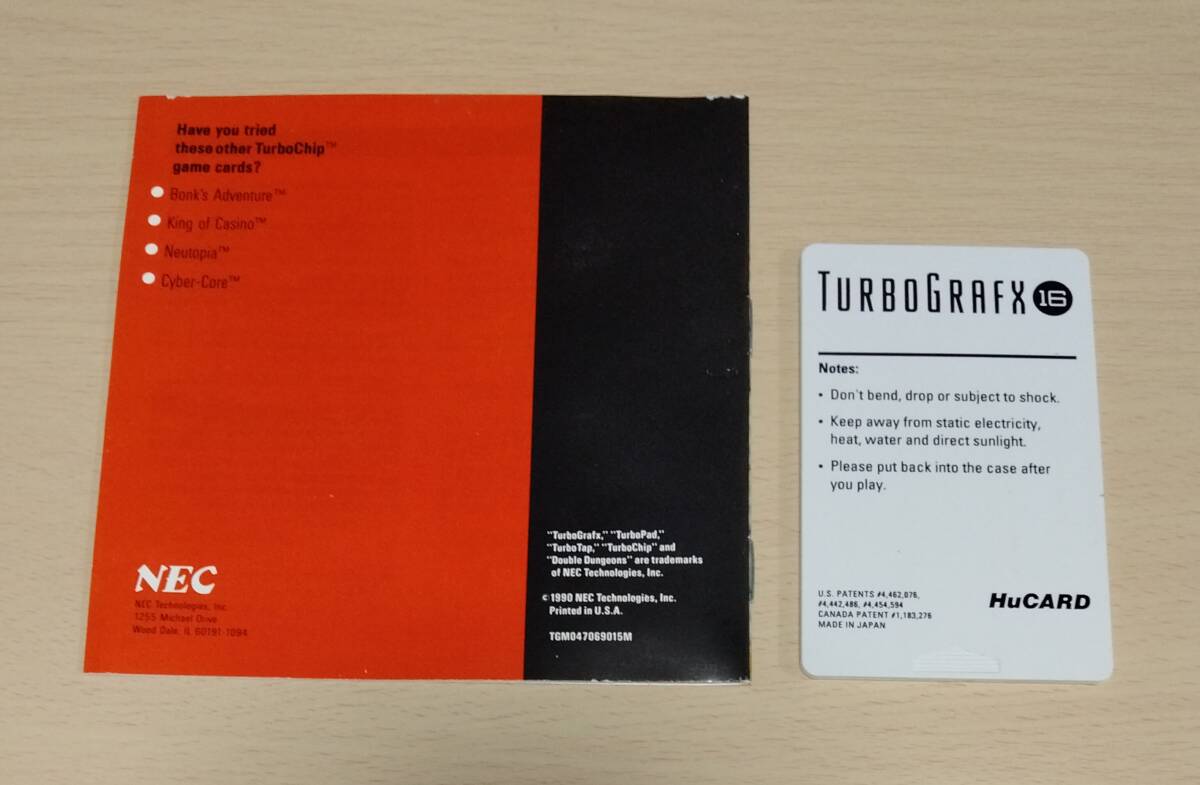 Have you tried
these other TurboChip™
game cards?
Bonk's Adventure™
King of Casino™
Neutopia™
Cyber-Core™
NEC
NEC Technologies, Inc.
1255 Michael Drive
Wood Dale, IL 60191-1094
"TurboGrafx," "TurboPad,"
"TurboTap," "TurboChip" and
"Double Dungeons" are trademarks
of NEC Technologies, Inc.
©1990 NEC Technologies, Inc.
Printed in U.S.A.
TGM047069015M
TURBOGRAFX 16
Notes:
• Don't bend, drop or subject to shock.
• Keep away from static electricity,
heat, water and direct sunlight.
• Please put back into the case after
you play.
U.S. PATENTS #4,462,076,
#4,442,486, #4,454,594
CANADA PATENT #1,183,276
MADE IN JAPAN
HuCARD